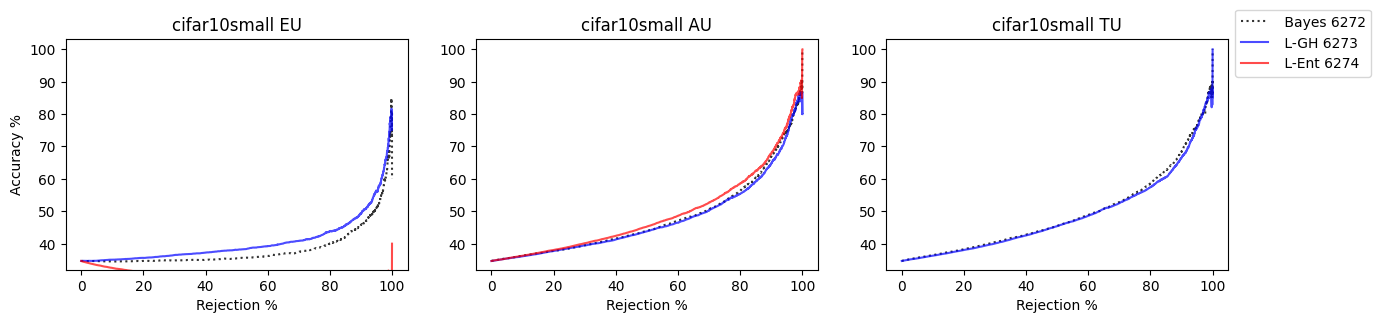 cifar10small EU
cifar10small AU
cifar10small TU
Bayes 6272
L-GH 6273
L-Ent 6274
Accuracy %
100
90
80
70
60
50
40
0 20 40 60 80 100
Rejection %
100
90
80
70
60
50
40
0 20 40 60 80 100
Rejection %
100
90
80
70
60
50
40
0 20 40 60 80 100
Rejection %